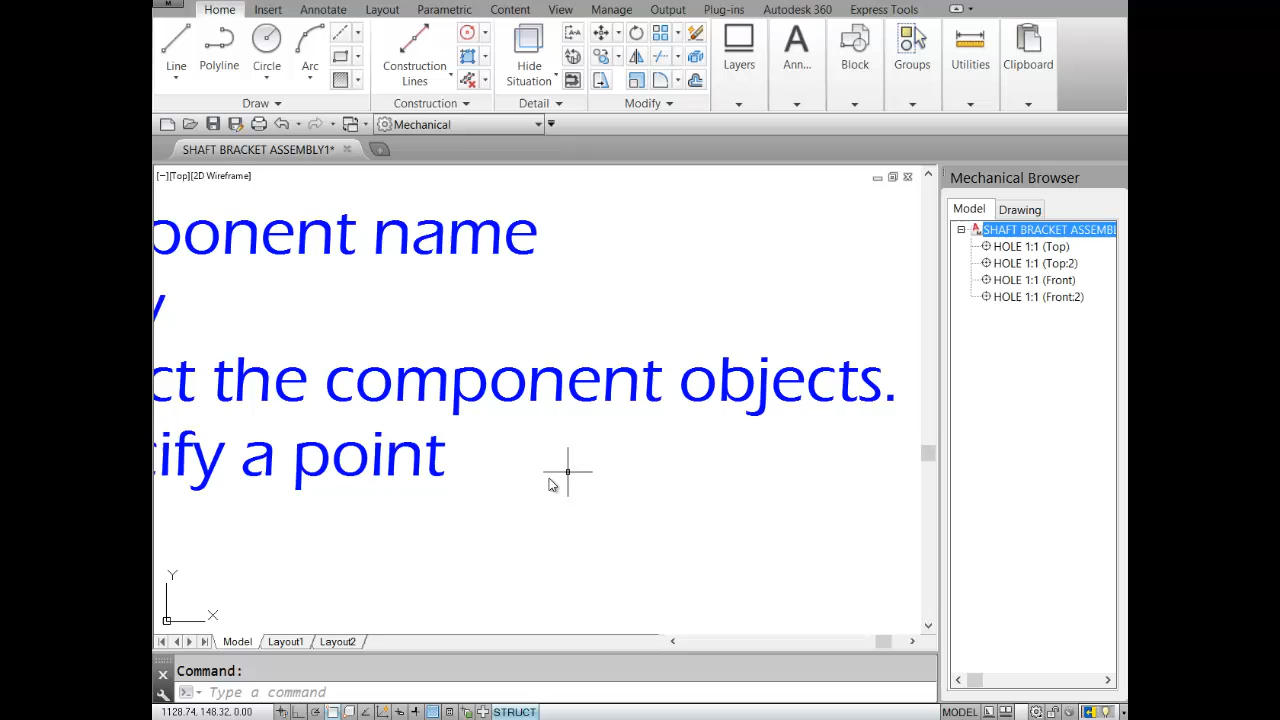 Home Insert Annotate Layout Parametric Content View Manage Output Plug-ins Autodesk 360 Express Tools
Line Polyline Circle Arc
Construction Lines
Hide Situation
Layers Ann... Block Groups Utilities Clipboard
Draw Construction Detail Modify
Mechanical
SHAFT BRACKET ASSEMBLY1*
[−][Top][2D Wireframe]
ponent name
y
ct the component objects.
cify a point
Y
X
Mechanical Browser
Model Drawing
SHAFT BRACKET ASSEMBL
HOLE 1:1 (Top)
HOLE 1:1 (Top:2)
HOLE 1:1 (Front)
HOLE 1:1 (Front:2)
Model Layout1 Layout2
Command:
Type a command
1128.74, 148.32, 0.00 STRUCT MODEL